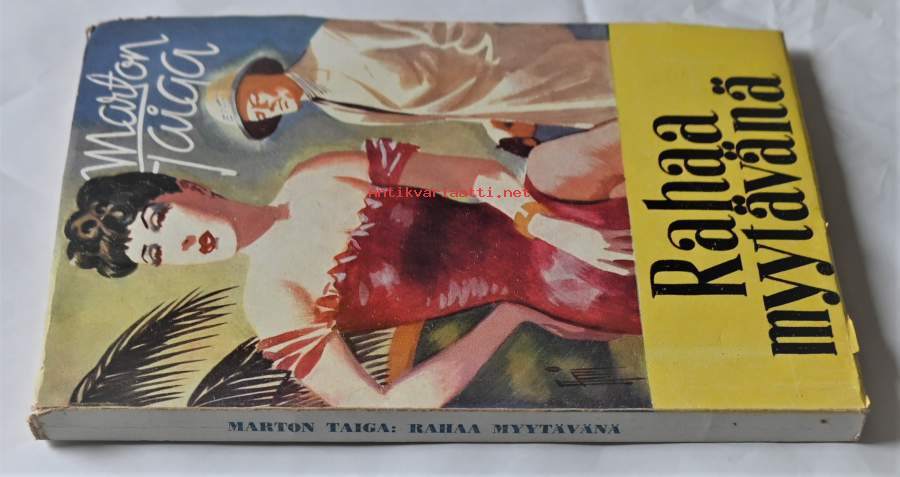 Marton
Taiga
Antikvariaatti.net
Rahaa
myytävänä
MARTON TAIGA: RAHAA MYYTÄVÄNÄ